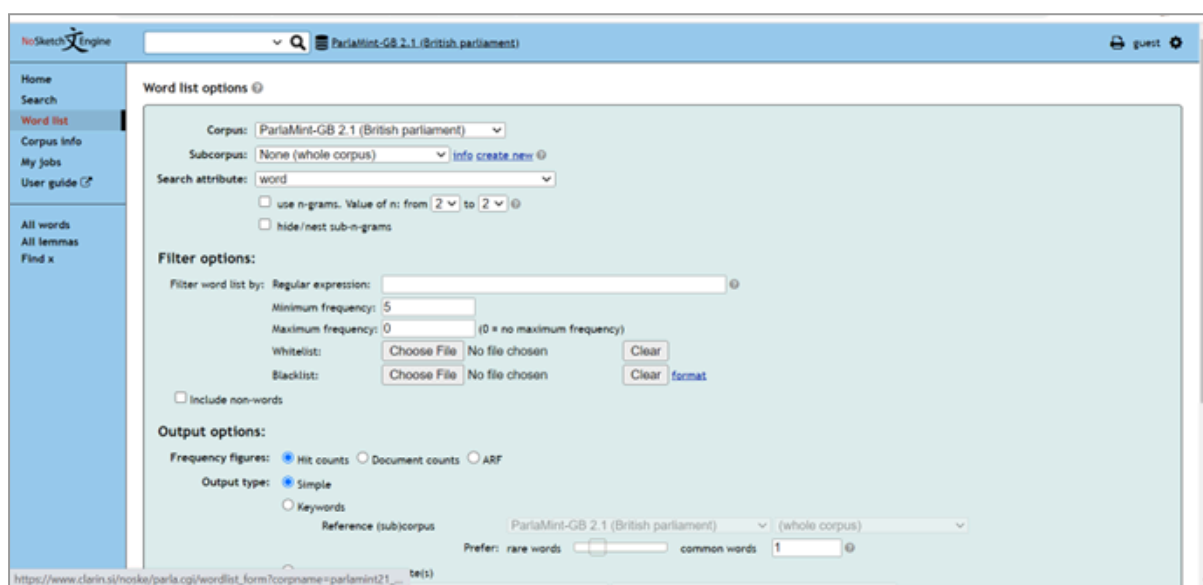 NoSketch Engine
ParlaMint-GB 2.1 (British parliament)
guest
Home
Search
Word list
Corpus info
My jobs
User guide
All words
All lemmas
Find x
Word list options
Corpus: ParlaMint-GB 2.1 (British parliament)
Subcorpus: None (whole corpus) info create new
Search attribute: word
use n-grams. Value of n: from 2 to 2
hide/nest sub-n-grams
Filter options:
Filter word list by: Regular expression:
Minimum frequency: 5
Maximum frequency: 0 (0 = no maximum frequency)
Whitelist: Choose File No file chosen Clear
Blacklist: Choose File No file chosen Clear format
Include non-words
Output options:
Frequency figures: Hit counts Document counts ARF
Output type: Simple
Keywords
Reference (sub)corpus ParlaMint-GB 2.1 (British parliament) (whole corpus)
Prefer: rare words common words 1
https://www.clarin.si/noske/parla.cgi/wordlist_form?corpname=parlamint21_... te(s)